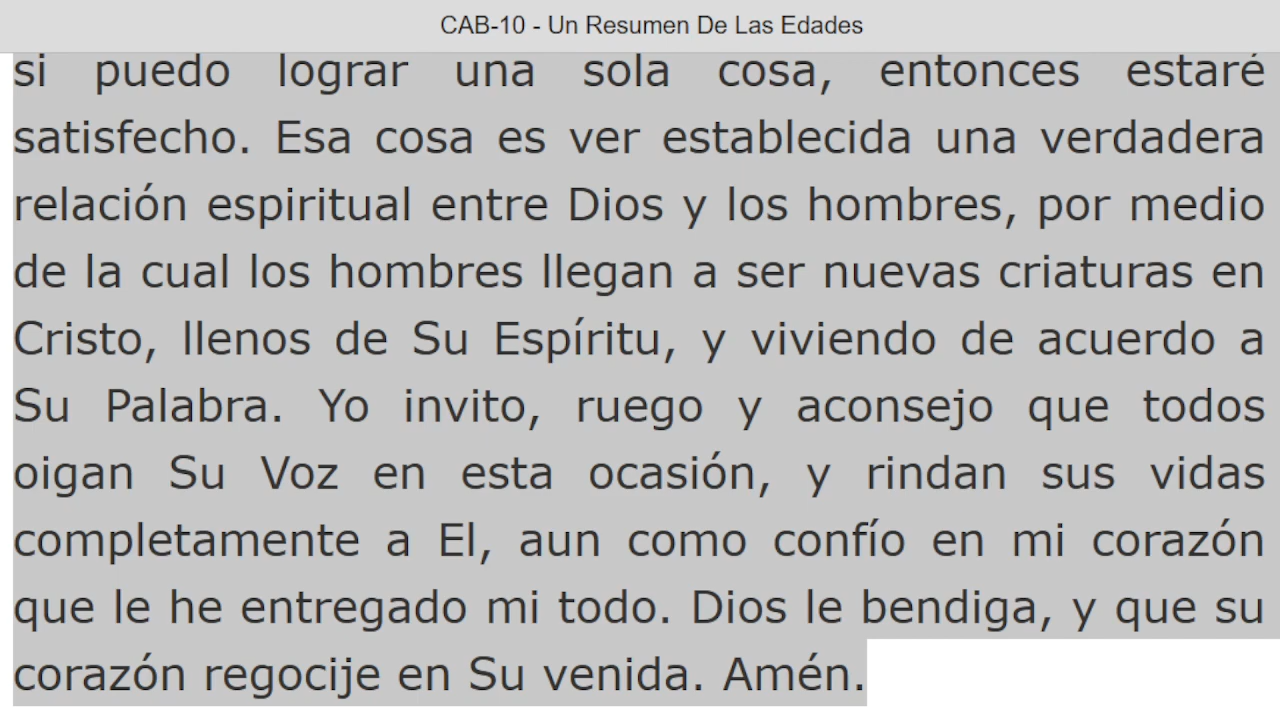 CAB-10 - Un Resumen De Las Edades
si puedo lograr una sola cosa, entonces estaré
satisfecho. Esa cosa es ver establecida una verdadera
relación espiritual entre Dios y los hombres, por medio
de la cual los hombres llegan a ser nuevas criaturas en
Cristo, llenos de Su Espíritu, y viviendo de acuerdo a
Su Palabra. Yo invito, ruego y aconsejo que todos
oigan Su Voz en esta ocasión, y rindan sus vidas
completamente a El, aun como confío en mi corazón
que le he entregado mi todo. Dios le bendiga, y que su
corazón regocije en Su venida. Amén.